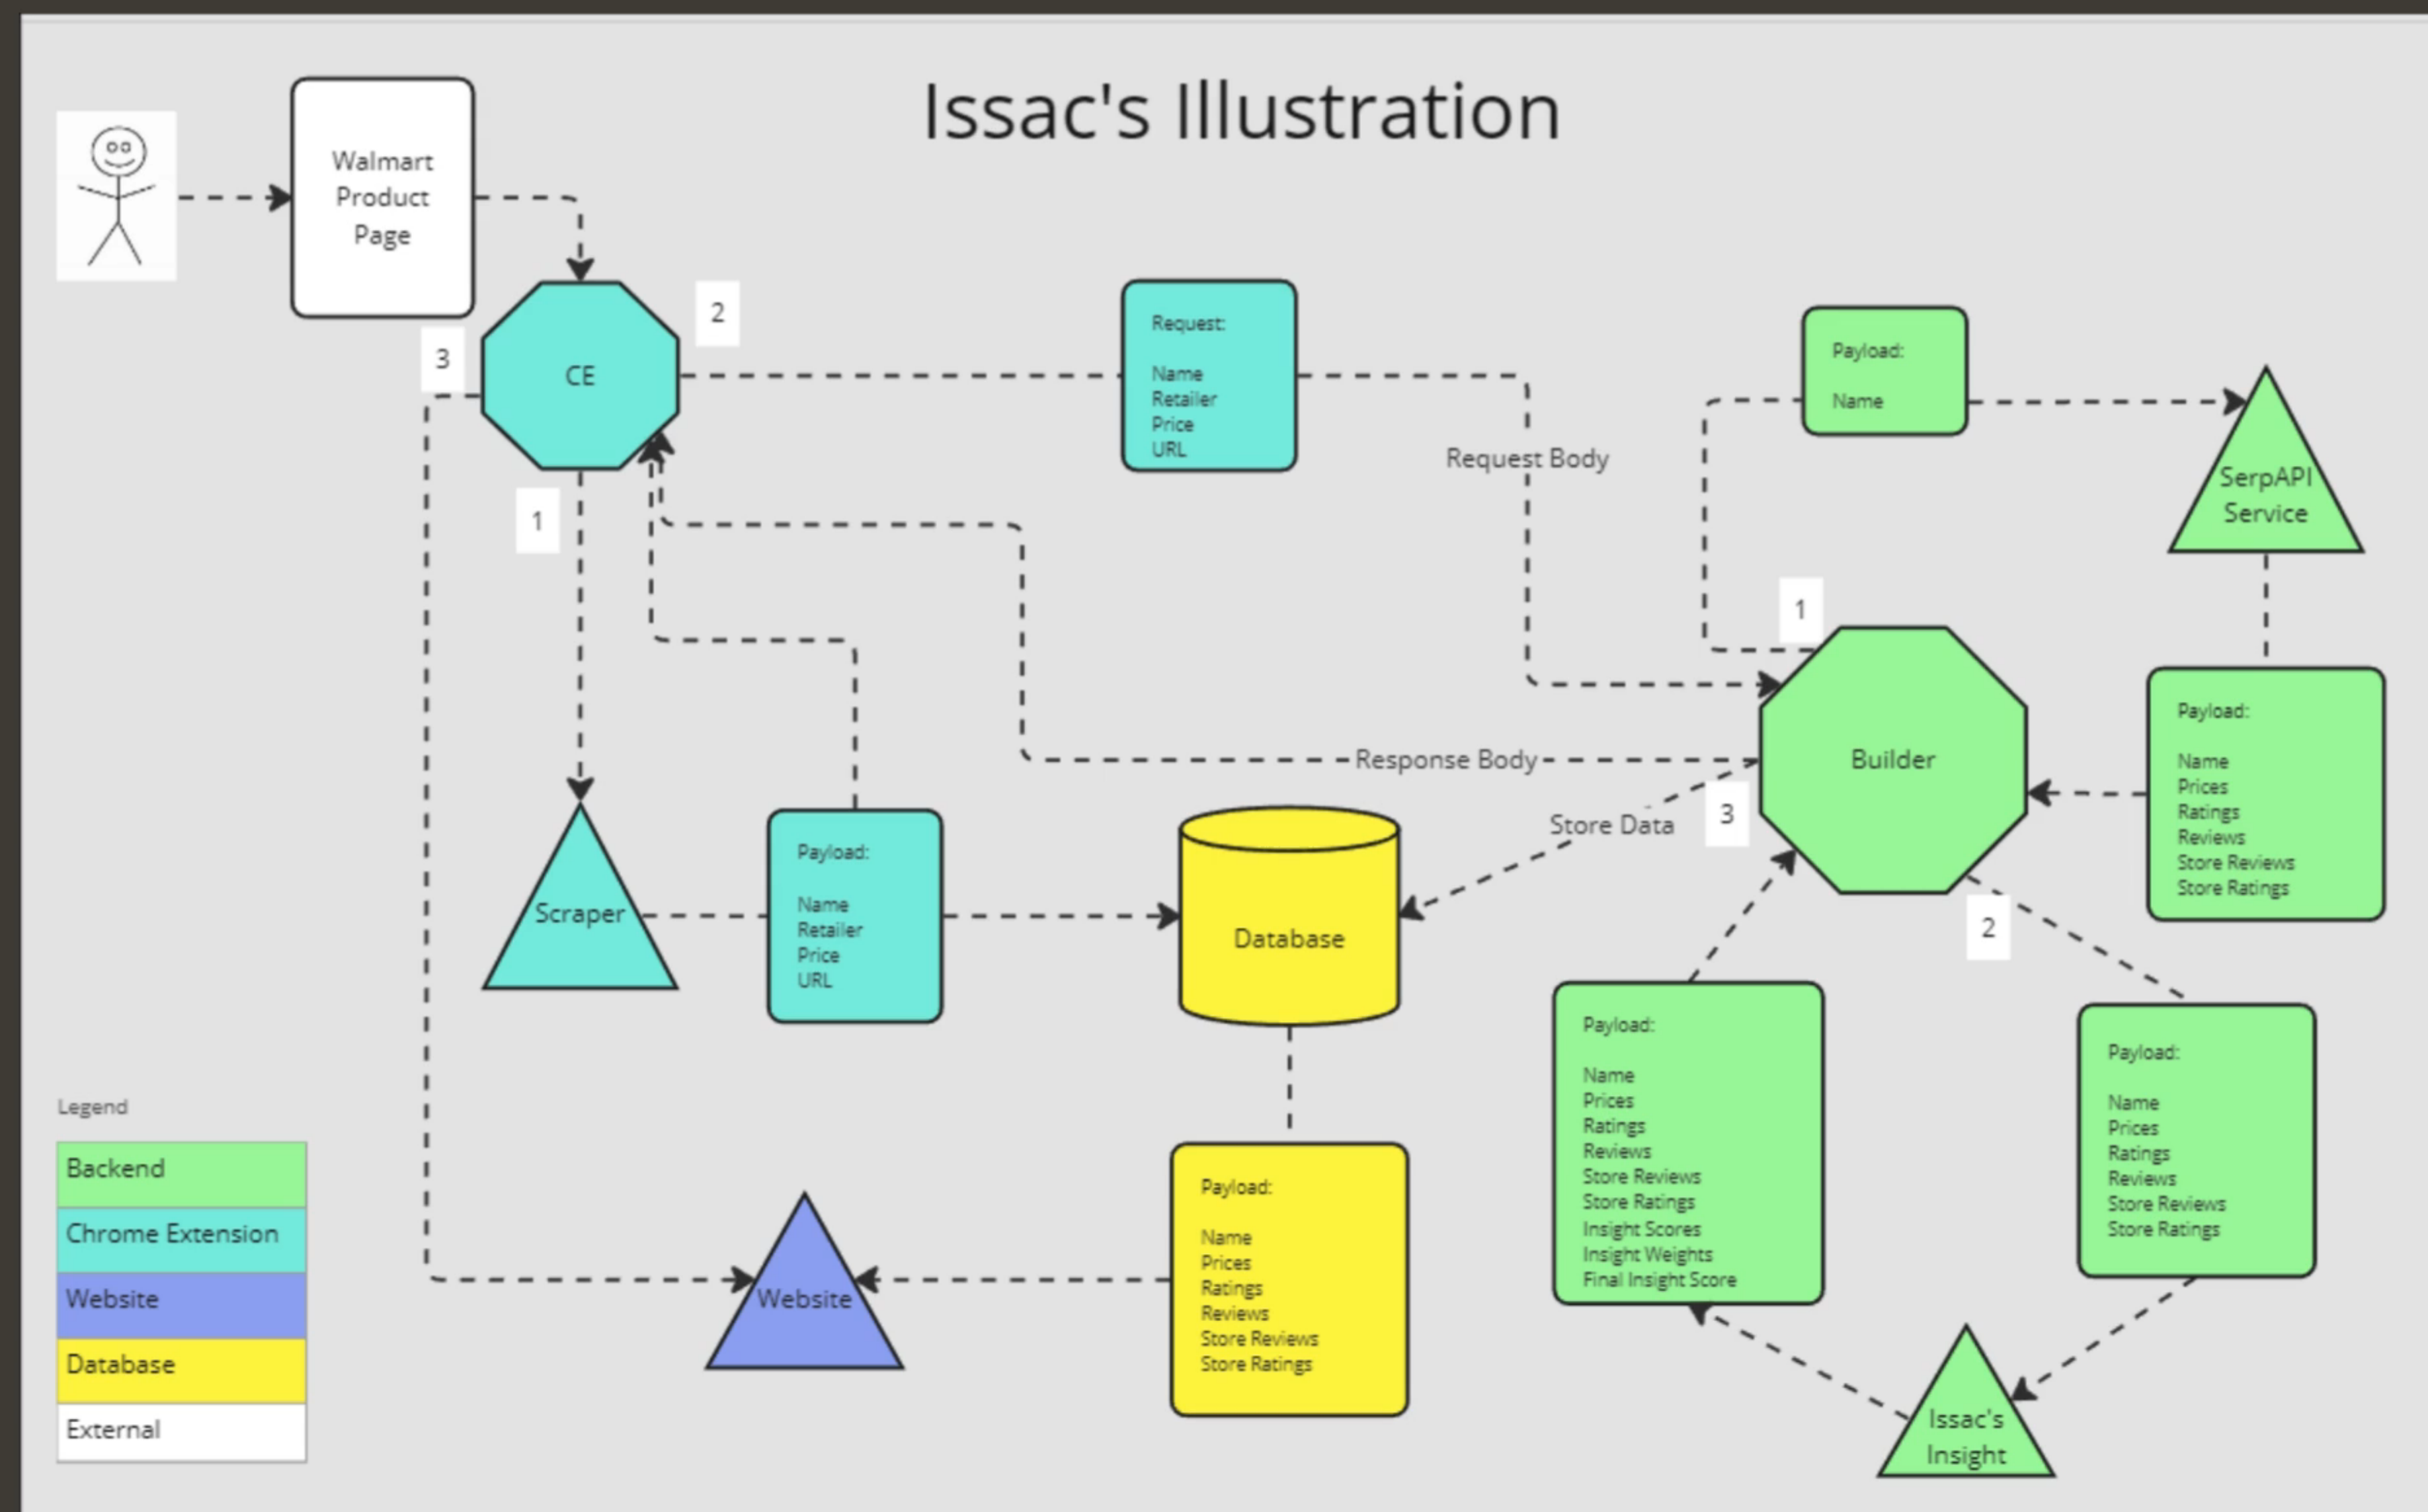 Issac's Illustration
Walmart
Product
Page
3
2
CE
1
Request:
Name
Retailer
Price
URL
Request Body
Payload:
Name
SerpAPI
Service
1
Builder
Response Body
Store Data
3
2
Payload:
Name
Prices
Ratings
Reviews
Store Reviews
Store Ratings
Scraper
Payload:
Name
Retailer
Price
URL
Database
Payload:
Name
Prices
Ratings
Reviews
Store Reviews
Store Ratings
Insight Scores
Insight Weights
Final Insight Score
Payload:
Name
Prices
Ratings
Reviews
Store Reviews
Store Ratings
Issac's
Insight
Payload:
Name
Prices
Ratings
Reviews
Store Reviews
Store Ratings
Website
Legend
Backend
Chrome Extension
Website
Database
External